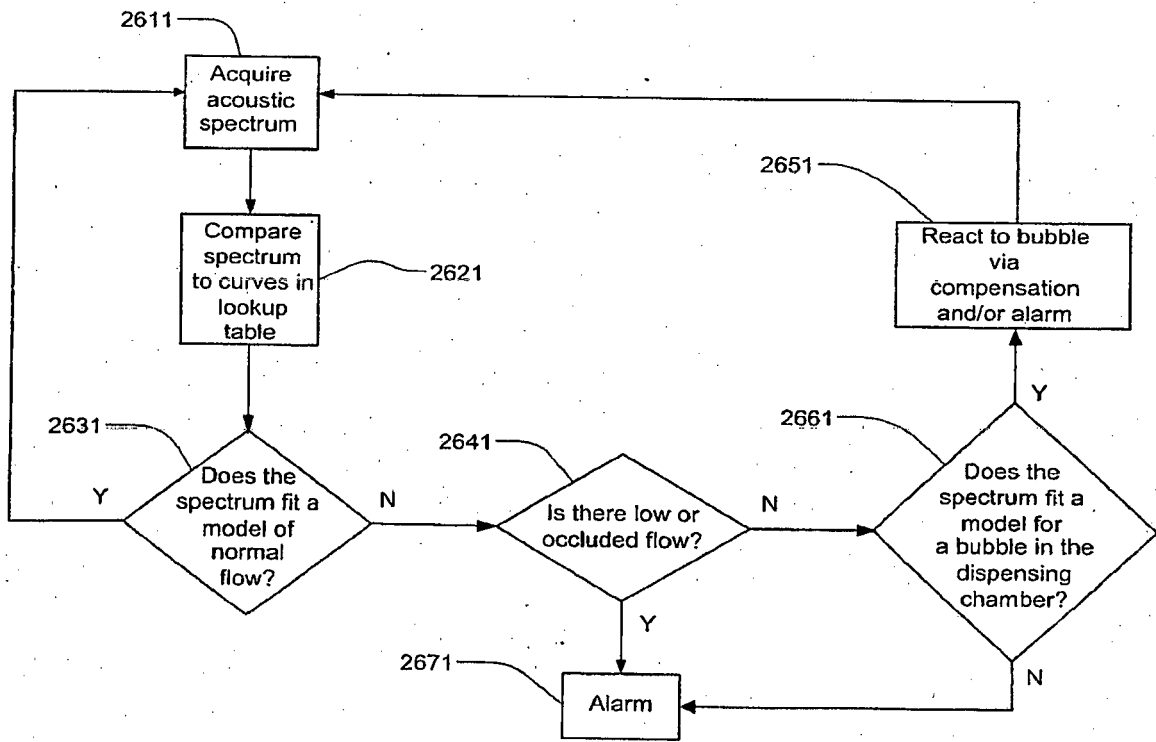 2611
Acquire
acoustic
spectrum
2651
Compare
spectrum
to curves in
lookup
table
2621
React to bubble
via
compensation
and/or alarm
2631
Does the
spectrum fit a
model of
normal
flow?
Y
N
2641
Is there low or
occluded flow?
N
Y
2661
Does the
spectrum fit a
model for
a bubble in the
dispensing
chamber?
Y
N
2671
Alarm